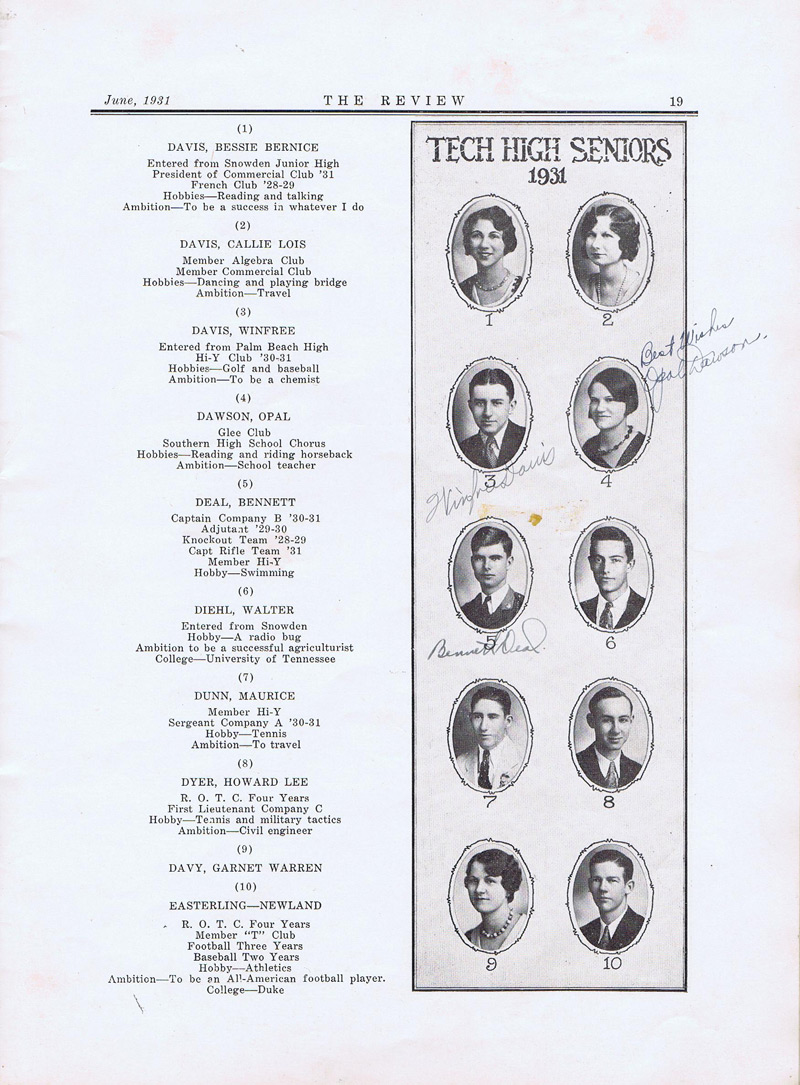 June, 1931 THE REVIEW 19
(1)
DAVIS, BESSIE BERNICE
Entered from Snowden Junior High
President of Commercial Club '31
French Club '28-29
Hobbies—Reading and talking
Ambition—To be a success in whatever I do
(2)
DAVIS, CALLIE LOIS
Member Algebra Club
Member Commercial Club
Hobbies—Dancing and playing bridge
Ambition—Travel
(3)
DAVIS, WINFREE
Entered from Palm Beach High
Hi-Y Club '30-31
Hobbies—Golf and baseball
Ambition—To be a chemist
(4)
DAWSON, OPAL
Glee Club
Southern High School Chorus
Hobbies—Reading and riding horseback
Ambition—School teacher
(5)
DEAL, BENNETT
Captain Company B '30-31
Adjutant '29-30
Knockout Team '28-29
Capt Rifle Team '31
Member Hi-Y
Hobby—Swimming
(6)
DIEHL, WALTER
Entered from Snowden
Hobby—A radio bug
Ambition to be a successful agriculturist
College—University of Tennessee
(7)
DUNN, MAURICE
Member Hi-Y
Sergeant Company A '30-31
Hobby—Tennis
Ambition—To travel
(8)
DYER, HOWARD LEE
R. O. T. C. Four Years
First Lieutenant Company C
Hobby—Tennis and military tactics
Ambition—Civil engineer
(9)
DAVY, GARNET WARREN
(10)
EASTERLING—NEWLAND
R. O. T. C. Four Years
Member "T" Club
Football Three Years
Baseball Two Years
Hobby—Athletics
Ambition—To be an All-American football player.
College—Duke
TECH HIGH SENIORS
1931
1 2
Best Wishes
Opal Dawson.
3 4
Winfree Davis
5 6
Bennett Deal
7 8
9 10